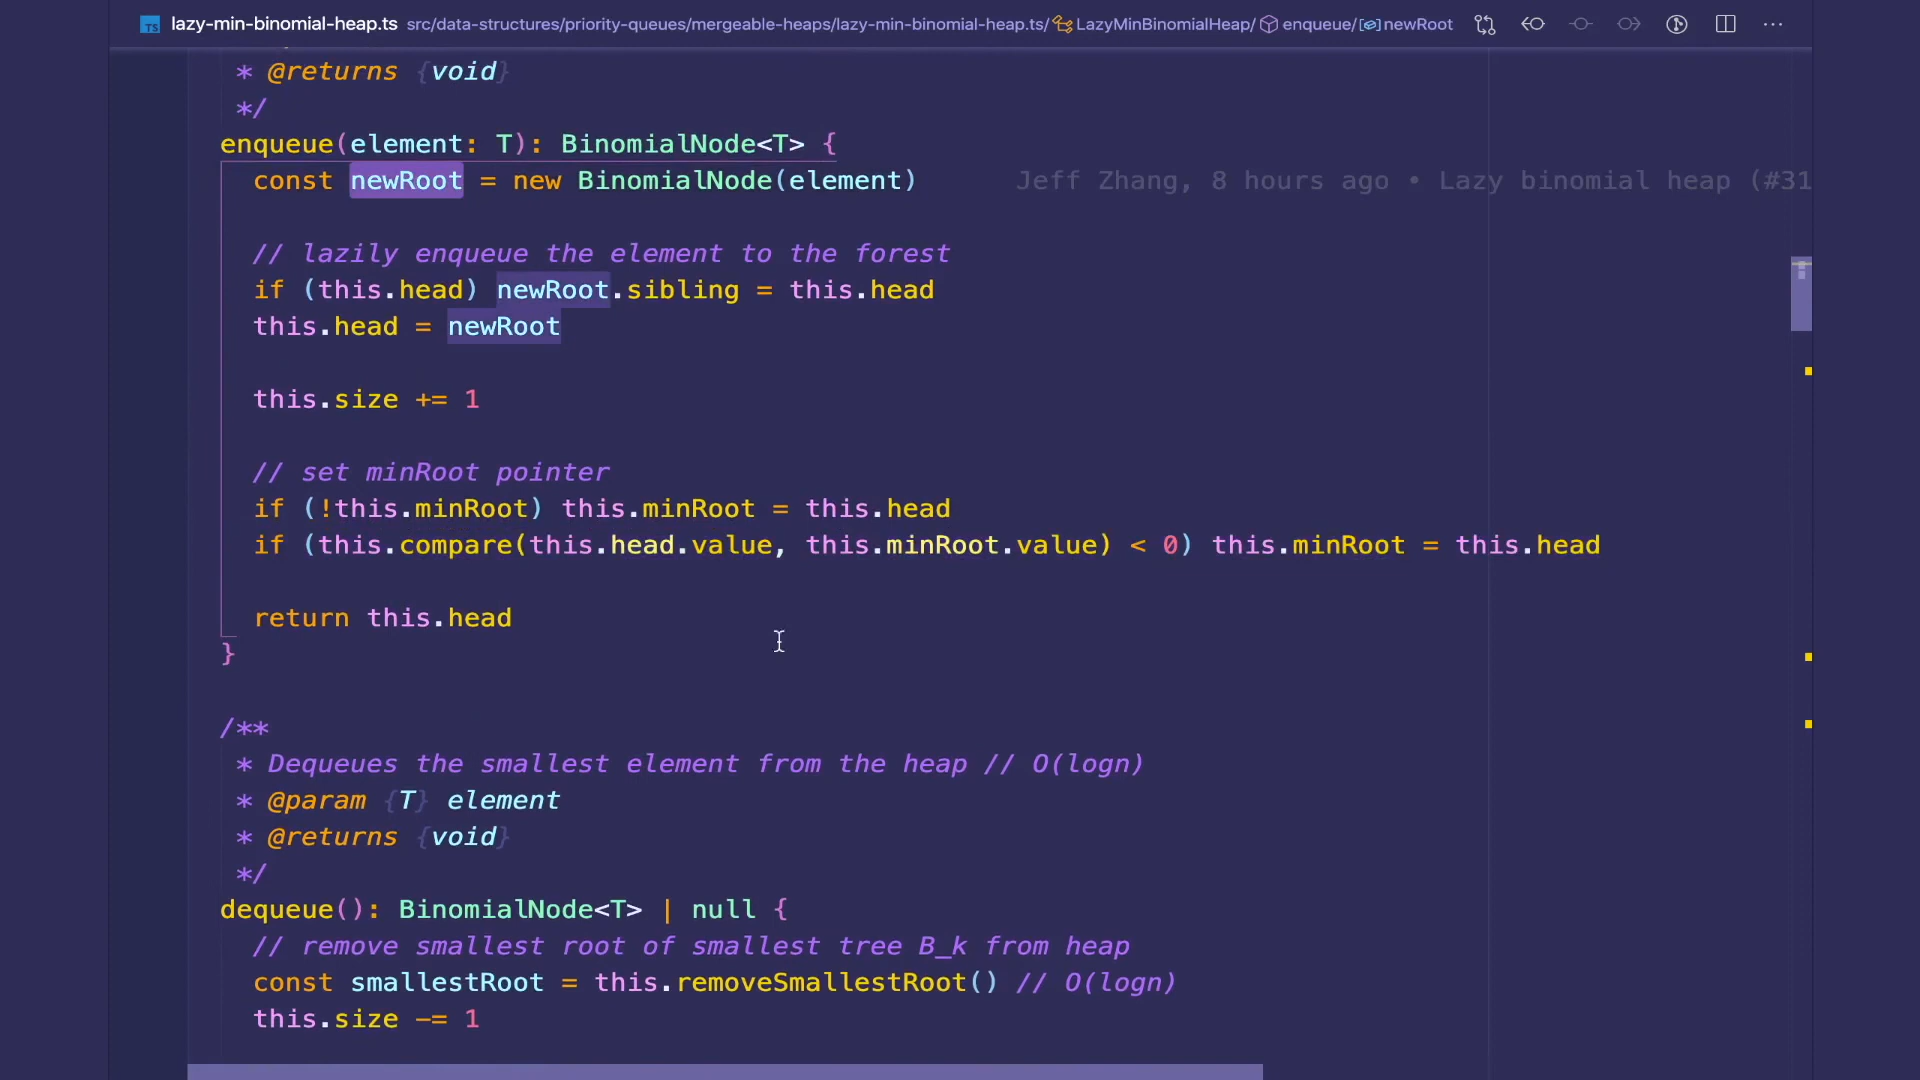 TS lazy-min-binomial-heap.ts src/data-structures/priority-queues/mergeable-heaps/lazy-min-binomial-heap.ts/ LazyMinBinomialHeap/ enqueue/ newRoot
* @returns {void}
*/
enqueue(element: T): BinomialNode<T> {
const newRoot = new BinomialNode(element) Jeff Zhang, 8 hours ago • Lazy binomial heap (#31
// lazily enqueue the element to the forest
if (this.head) newRoot.sibling = this.head
this.head = newRoot
this.size += 1
// set minRoot pointer
if (!this.minRoot) this.minRoot = this.head
if (this.compare(this.head.value, this.minRoot.value) < 0) this.minRoot = this.head
return this.head
}
/**
* Dequeues the smallest element from the heap // O(logn)
* @param {T} element
* @returns {void}
*/
dequeue(): BinomialNode<T> | null {
// remove smallest root of smallest tree B_k from heap
const smallestRoot = this.removeSmallestRoot() // O(logn)
this.size -= 1